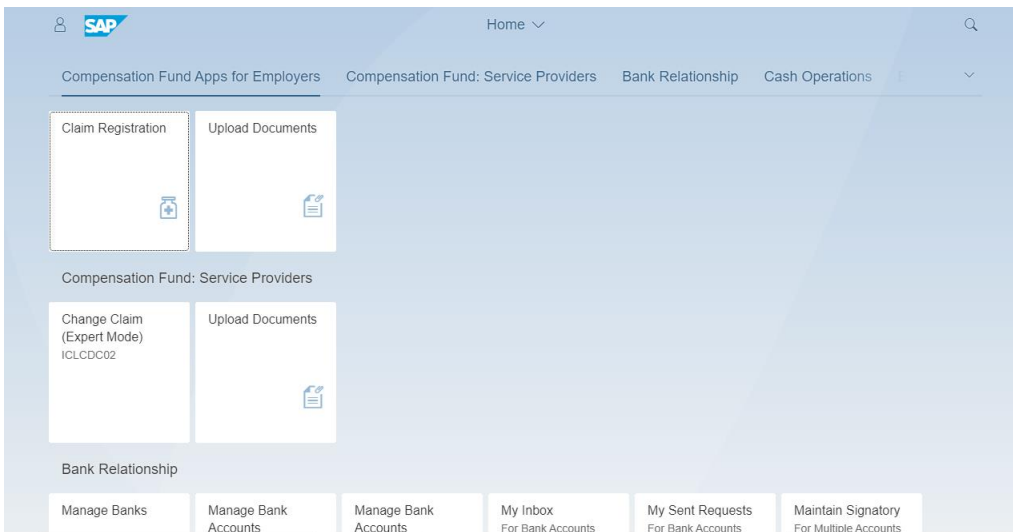 SAP
Home
Compensation Fund Apps for Employers Compensation Fund: Service Providers Bank Relationship Cash Operations
Claim Registration
Upload Documents
Compensation Fund: Service Providers
Change Claim
(Expert Mode)
ICLCDC02
Upload Documents
Bank Relationship
Manage Banks
Manage Bank
Accounts
Manage Bank
Accounts
My Inbox
For Bank Accounts
My Sent Requests
For Bank Accounts
Maintain Signatory
For Multiple Accounts